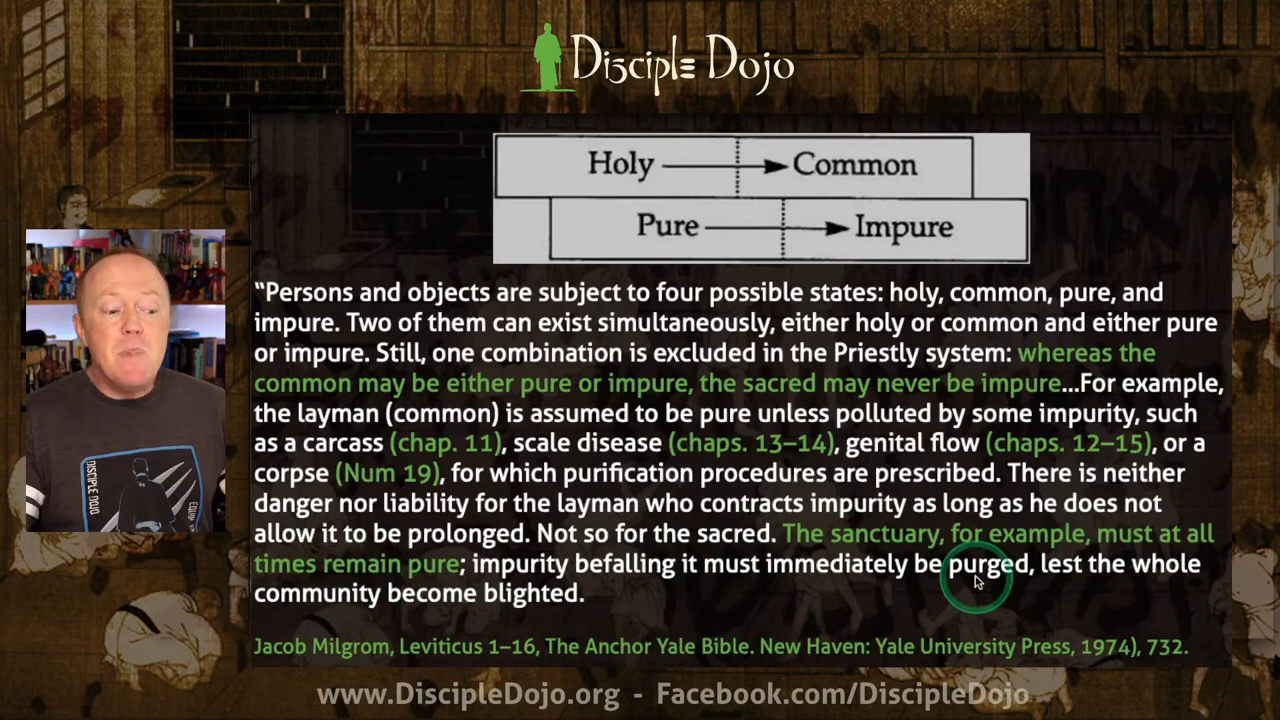 Disciple Dojo
Holy Common
Pure Impure
“Persons and objects are subject to four possible states: holy, common, pure, and
impure. Two of them can exist simultaneously, either holy or common and either pure
or impure. Still, one combination is excluded in the Priestly system: whereas the
common may be either pure or impure, the sacred may never be impure...For example,
the layman (common) is assumed to be pure unless polluted by some impurity, such
as a carcass (chap. 11), scale disease (chaps. 13–14), genital flow (chaps. 12–15), or a
corpse (Num 19), for which purification procedures are prescribed. There is neither
danger nor liability for the layman who contracts impurity as long as he does not
allow it to be prolonged. Not so for the sacred. The sanctuary, for example, must at all
times remain pure; impurity befalling it must immediately be purged, lest the whole
community become blighted.
Jacob Milgrom, Leviticus 1–16, The Anchor Yale Bible. New Haven: Yale University Press, 1974), 732.
DISCIPLE DOJO
www.DiscipleDojo.org - Facebook.com/DiscipleDojo